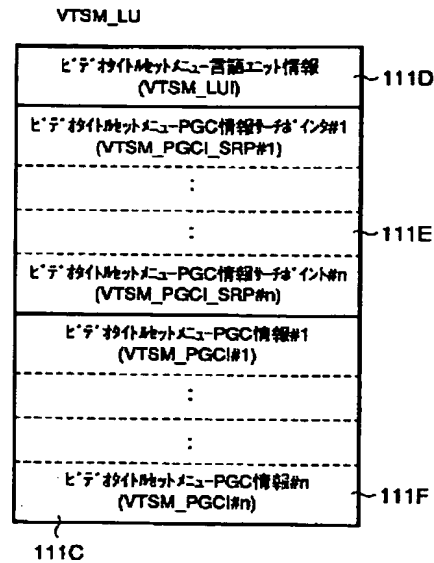 VTSM_LU
ビデオタイトルセットメニュー言語ユニット情報
(VTSM_LUI)
111D
ビデオタイトルセットメニューPGC情報サーチポインタ#1
(VTSM_PGCI_SRP#1)
:
:
111E
ビデオタイトルセットメニューPGC情報サーチポイント#n
(VTSM_PGCI_SRP#n)
ビデオタイトルセットメニューPGC情報#1
(VTSM_PGCI#1)
:
:
ビデオタイトルセットメニューPGC情報#n
(VTSM_PGCI#n)
111F
111C